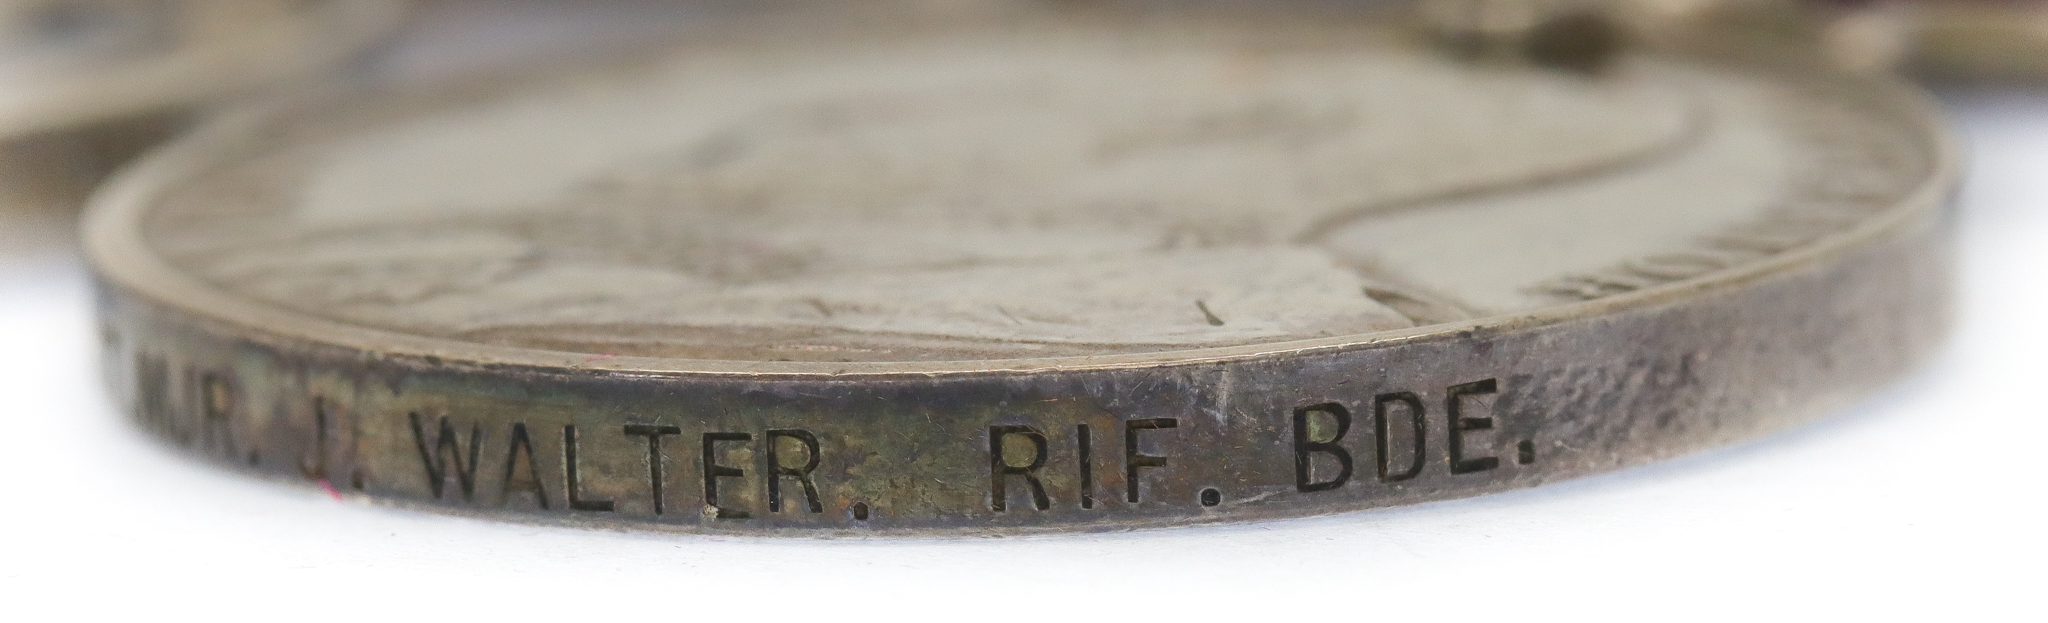 J. WALTER. RIF. BDE.